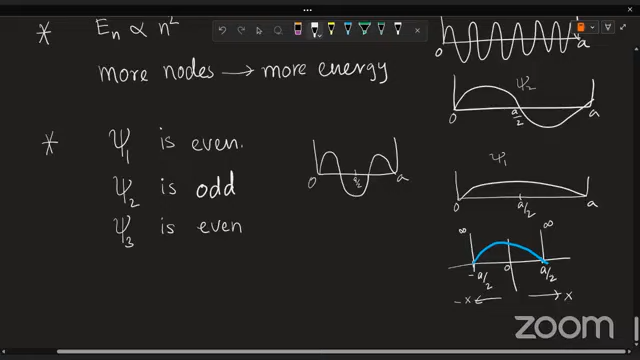 * Eₙ ∝ n²
more nodes → more energy
* ψ₁ is even.
ψ₂ is odd
ψ₃ is even
0 a/2 a
0 a
ψ₂
0 a/2 a
ψ₁
0 a/2 a
∞ ∞
-a/2 0 a/2
-x ← → x
zoom